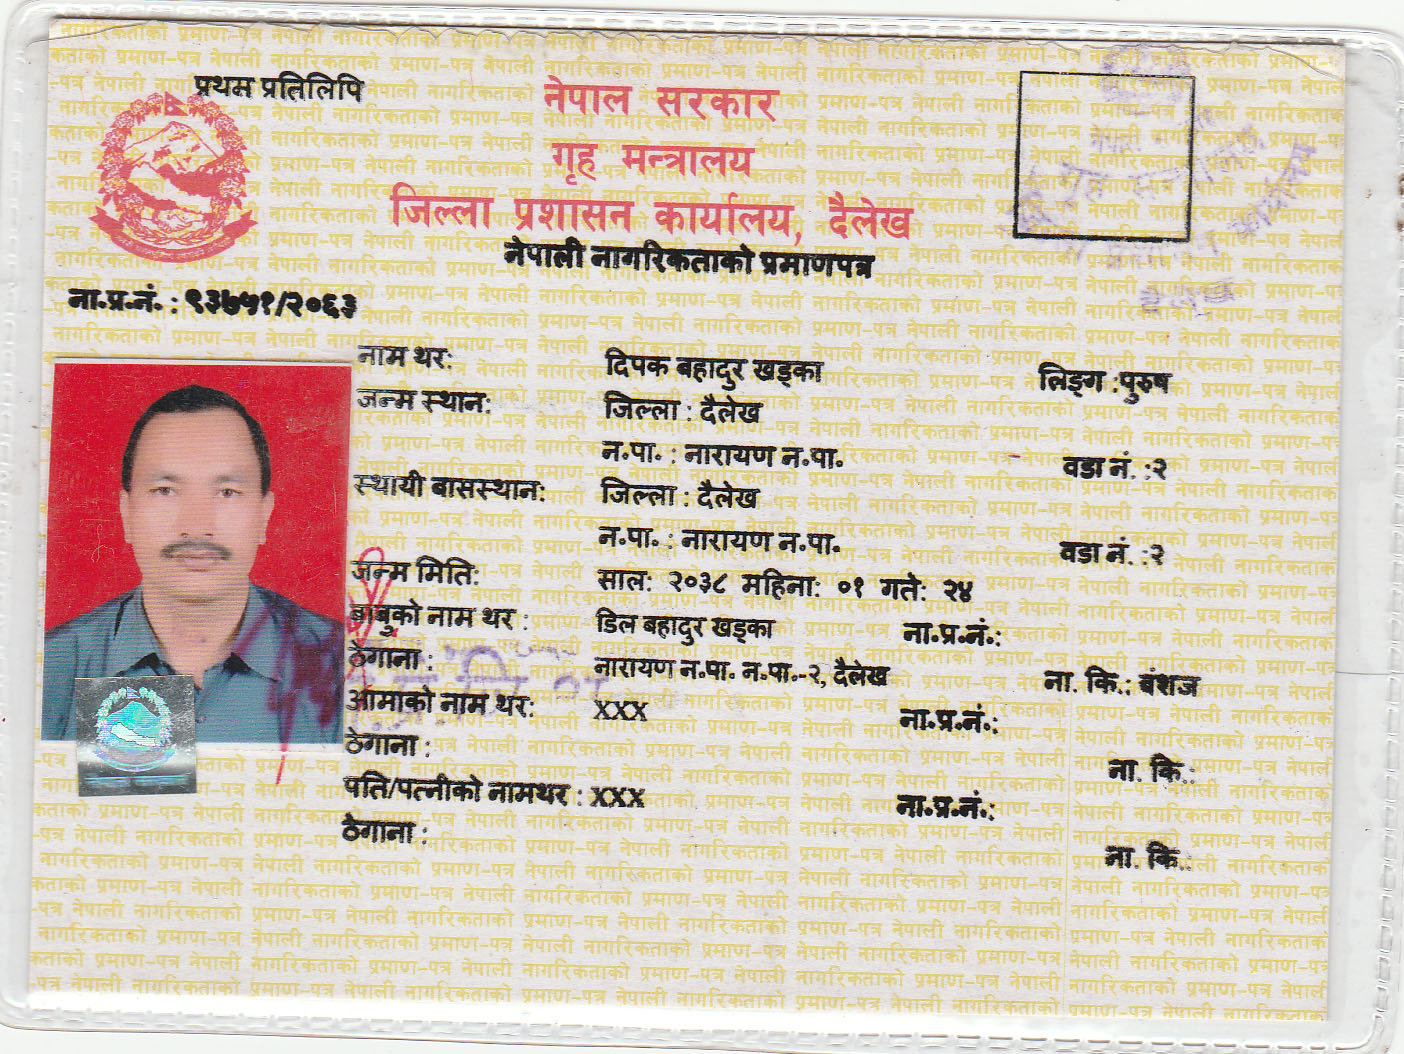 प्रथम प्रतिलिपि
नेपाल सरकार
गृह मन्त्रालय
जिल्ला प्रशासन कार्यालय, दैलेख
नेपाली नागरिकताको प्रमाणपत्र
ना.प्र.नं. : ९३७५१/२०६३
नाम थर: दिपक बहादुर खड्का लिङ्ग :पुरुष
जन्म स्थान: जिल्ला : दैलेख
न.पा. : नारायण न.पा. वडा नं. :२
स्थायी बासस्थान: जिल्ला : दैलेख
न.पा. : नारायण न.पा. वडा नं. :२
जन्म मिति: साल: २०३८ महिना: ०१ गते: २४
बाबुको नाम थर : डिल बहादुर खड्का ना.प्र.नं.:
ठेगाना : नारायण न.पा. न.पा.-२, दैलेख ना. कि.: बंशज
आमाको नाम थर: XXX ना.प्र.नं.:
ठेगाना : ना. कि.:
पति/पत्नीको नामथर : XXX ना.प्र.नं.:
ठेगाना : ना. कि.: